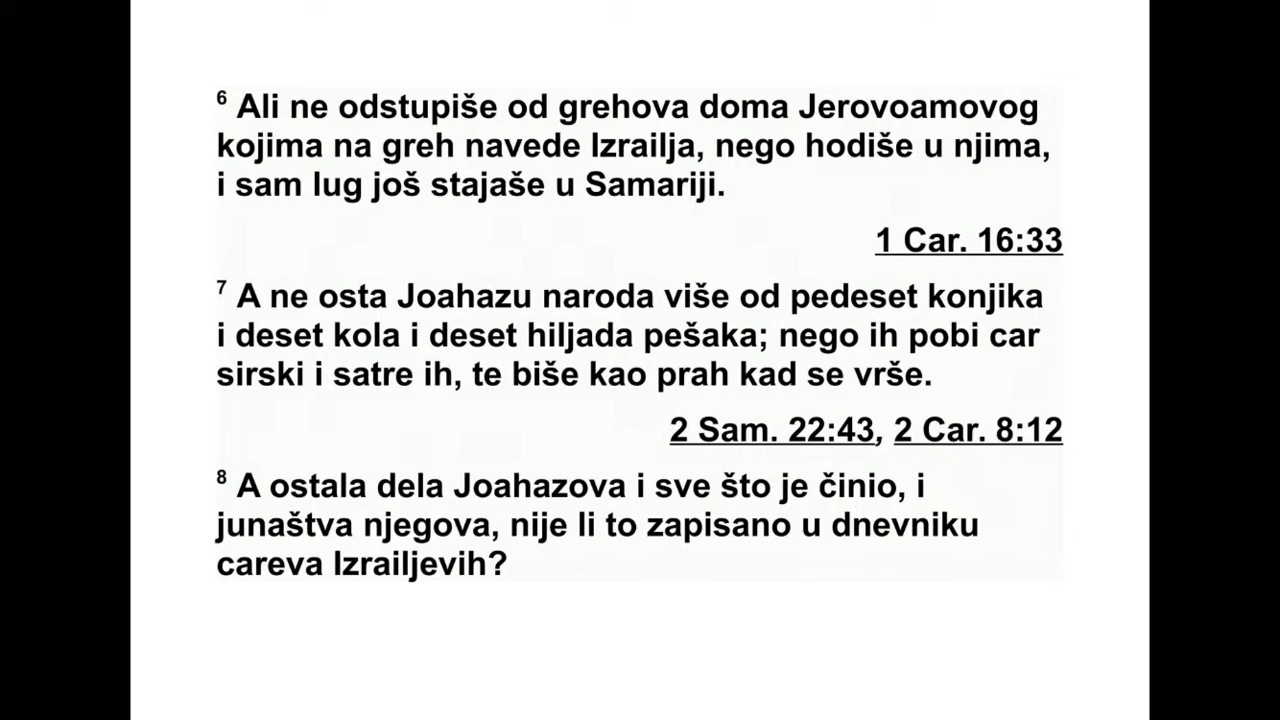 6 Ali ne odstupiše od grehova doma Jerovoamovog
kojima na greh navede Izrailja, nego hodiše u njima,
i sam lug još stajaše u Samariji.
1 Car. 16:33
7 A ne osta Joahazu naroda više od pedeset konjika
i deset kola i deset hiljada pešaka; nego ih pobi car
sirski i satre ih, te biše kao prah kad se vrše.
2 Sam. 22:43, 2 Car. 8:12
8 A ostala dela Joahazova i sve što je činio, i
junaštva njegova, nije li to zapisano u dnevniku
careva Izrailjevih?